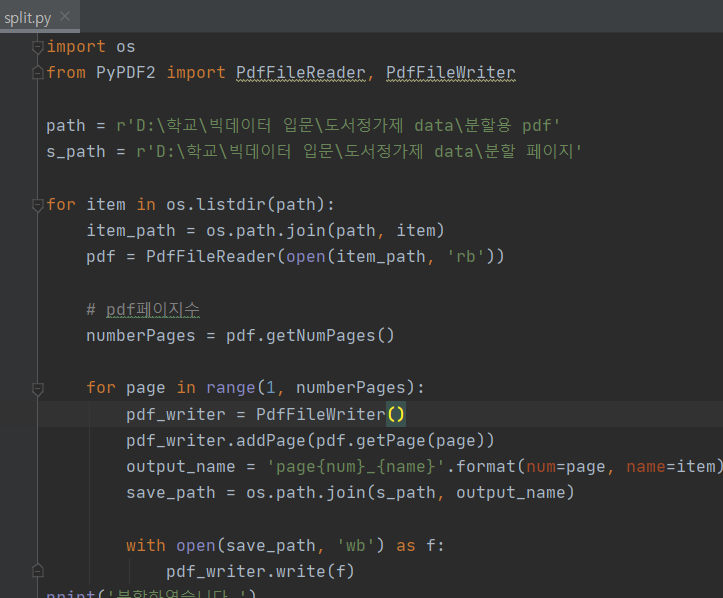 split.py
import os
from PyPDF2 import PdfFileReader, PdfFileWriter
path = r'D:\학교\빅데이터 입문\도서정가제 data\분할용 pdf'
s_path = r'D:\학교\빅데이터 입문\도서정가제 data\분할 페이지'
for item in os.listdir(path):
    item_path = os.path.join(path, item)
    pdf = PdfFileReader(open(item_path, 'rb'))
    # pdf페이지수
    numberPages = pdf.getNumPages()
    for page in range(1, numberPages):
        pdf_writer = PdfFileWriter()
        pdf_writer.addPage(pdf.getPage(page))
        output_name = 'page{num}_{name}'.format(num=page, name=item)
        save_path = os.path.join(s_path, output_name)
        with open(save_path, 'wb') as f:
            pdf_writer.write(f)
print('분할하였습니다.')